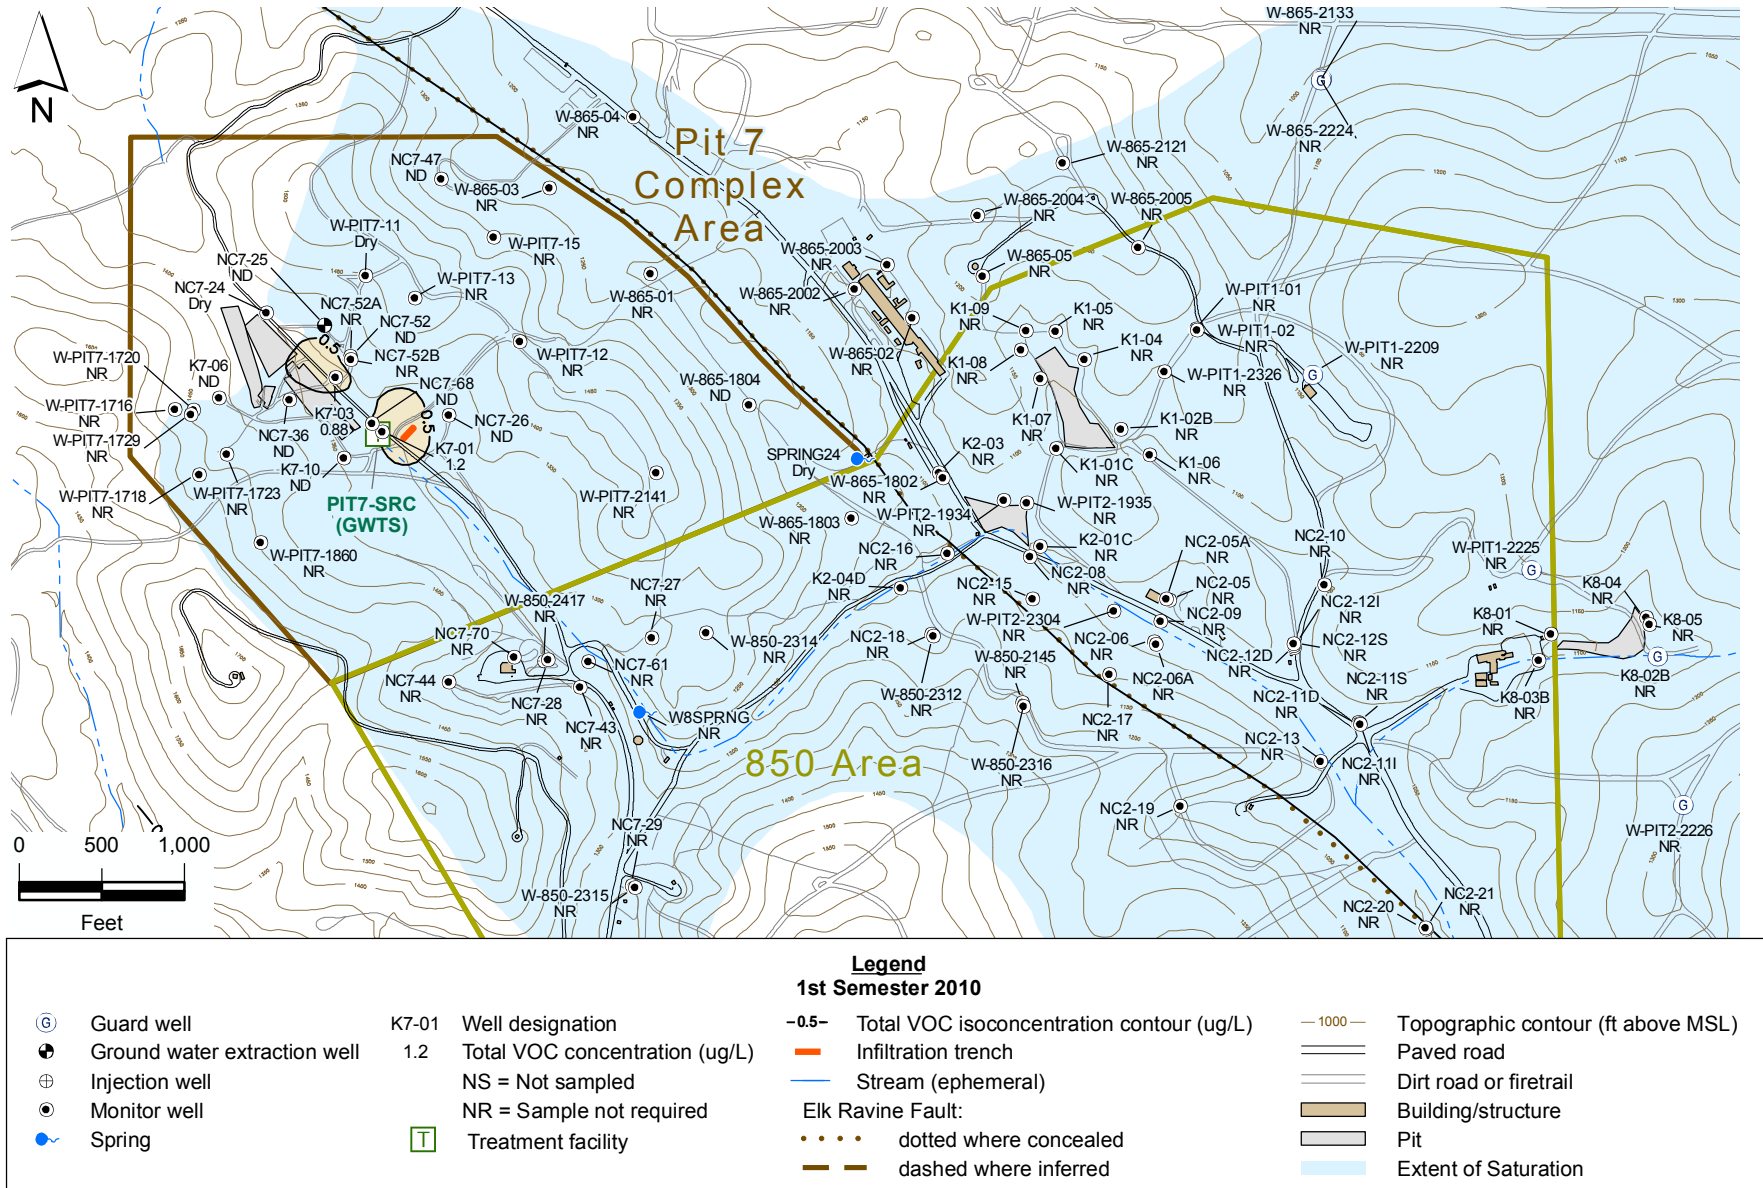 W-865-2133
NR
G
W-865-04
NR
Pit 7
Complex
Area
W-865-2224
NR
W-865-2121
NR
NC7-47
ND
W-865-03
NR
W-865-2004
NR
W-865-2005
NR
W-PIT7-11
Dry
W-PIT7-15
NR
W-865-2003
NR
NC7-25
ND
W-PIT7-13
NR
W-865-05
NR
NC7-24
Dry
NC7-52A
NR
W-865-01
NR
W-865-2002
NR
W-PIT1-01
NR
K1-09
NR
K1-05
NR
NC7-52
ND
0.5
W-PIT1-02
NR
K1-04
NR
W-PIT7-1720
NR
K7-06
ND
NC7-52B
NR
W-PIT7-12
NR
W-865-02
NR
K1-08
NR
W-PIT1-2209
NR
G
W-PIT1-2326
NR
NC7-68
ND
W-865-1804
ND
W-PIT7-1716
NR
K7-03
0.88
0.5
NC7-26
ND
K1-07
NR
K1-02B
NR
W-PIT7-1729
NR
NC7-36
ND
T
K7-01
1.2
K2-03
NR
SPRING24
Dry
K1-01C
NR
K1-06
NR
K7-10
ND
W-PIT7-1718
NR
W-PIT7-1723
NR
PIT7-SRC
(GWTS)
W-PIT7-2141
NR
W-865-1802
NR
W-PIT2-1935
NR
W-PIT2-1934
NR
W-865-1803
NR
W-PIT7-1860
NR
NC2-16
NR
K2-01C
NR
NC2-05A
NR
NC2-10
NR
W-PIT1-2225
NR
G
K2-04D
NR
NC2-15
NR
NC2-08
NR
NC2-05
NR
K8-04
NR
W-850-2417
NR
NC7-27
NR
NC2-12I
NR
NC2-09
NR
K8-01
NR
K8-05
NR
W-PIT2-2304
NR
NC7-70
NR
W-850-2314
NR
NC2-18
NR
NC2-06
NR
NC2-12S
NR
NC2-12D
NR
W-850-2145
NR
G
K8-02B
NR
NC7-61
NR
NC7-44
NR
NC2-06A
NR
NC2-11S
NR
W-850-2312
NR
NC2-11D
NR
K8-03B
NR
NC7-28
NR
NC7-43
NR
W8SPRNG
NR
NC2-17
NR
850 Area
W-850-2316
NR
NC2-13
NR
NC2-11I
NR
NC2-19
NR
G
NC7-29
NR
W-PIT2-2226
NR
W-850-2315
NR
NC2-20
NR
NC2-21
NR
N
0 500 1,000
Feet
Legend
1st Semester 2010
G Guard well
Ground water extraction well
Injection well
Monitor well
Spring
K7-01 Well designation
1.2 Total VOC concentration (ug/L)
NS = Not sampled
NR = Sample not required
T Treatment facility
0.5 Total VOC isoconcentration contour (ug/L)
Infiltration trench
Stream (ephemeral)
Elk Ravine Fault:
dotted where concealed
dashed where inferred
1000 Topographic contour (ft above MSL)
Paved road
Dirt road or firetrail
Building/structure
Pit
Extent of Saturation